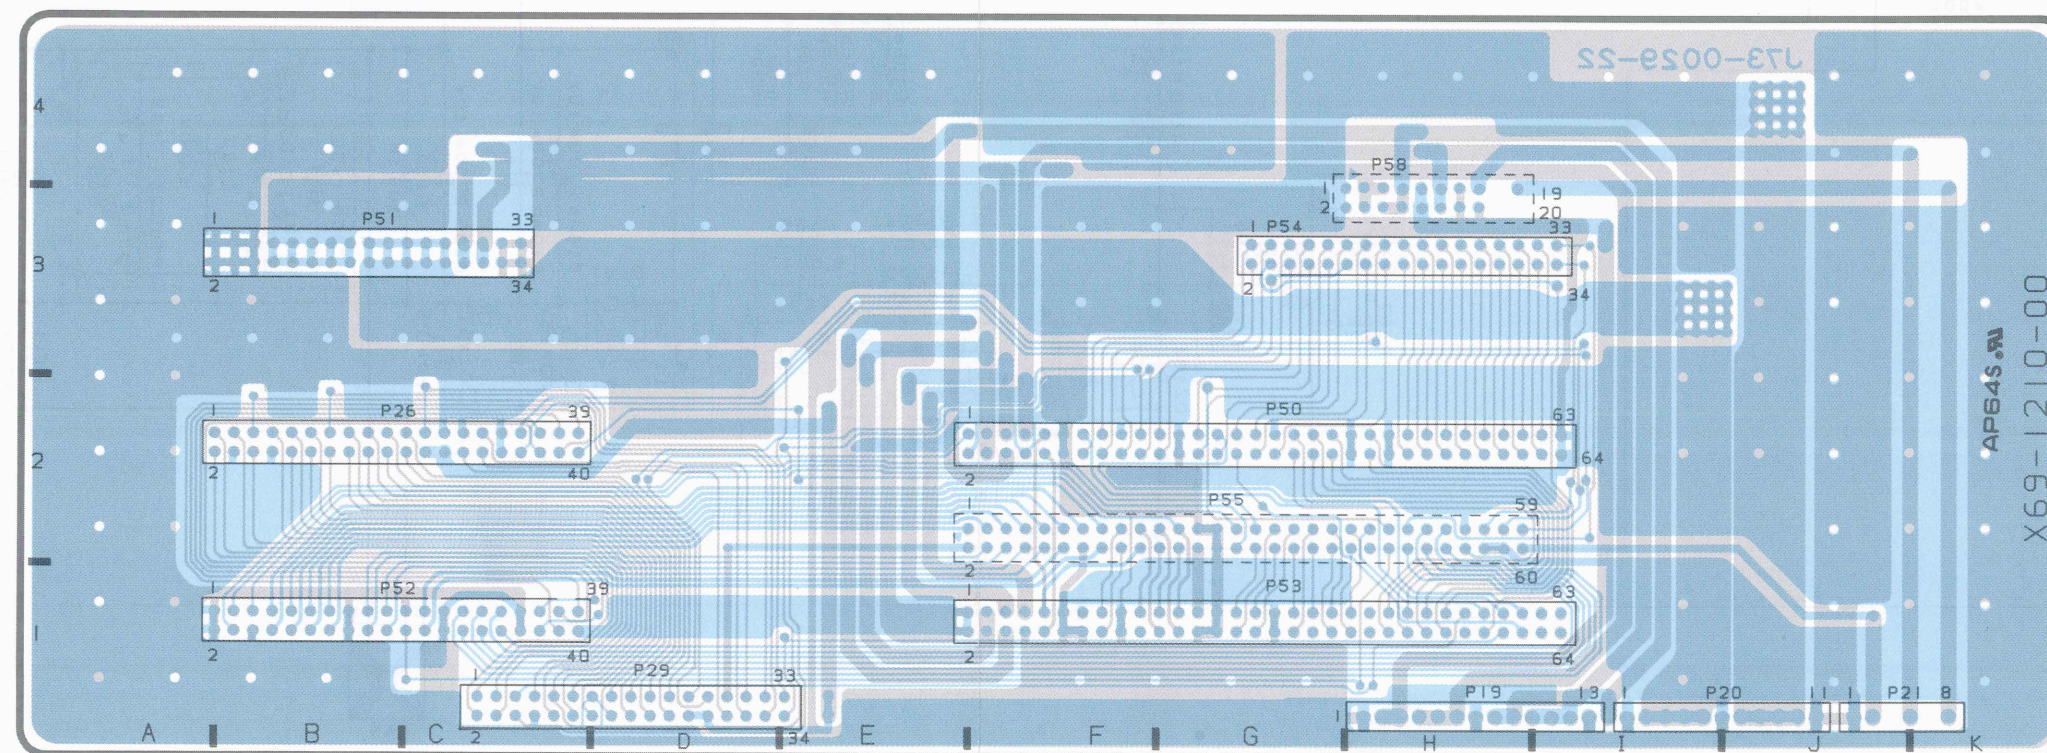 J73-0029-22
4
P58
1 19
2 20
1 P51 33
2 34
1 P54 33
2 34
3
X69-1210-00
AP64S.
1 P26 39
2 40
1 P50 63
2 64
2
1 P55 59
2 60
1 P52 39
2 40
1 P53 63
2 64
1
1 P29 33
2 34
1 P19 13
1 P20 11
1 P21 8
A B C D E F G H I J K